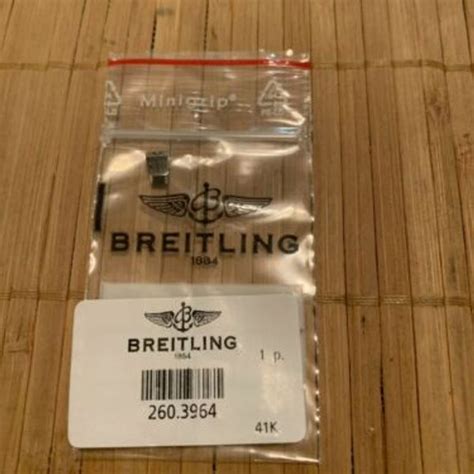 Minigrip®
BREITLING
1884
BREITLING
1884
1 p.
260.3964
41K